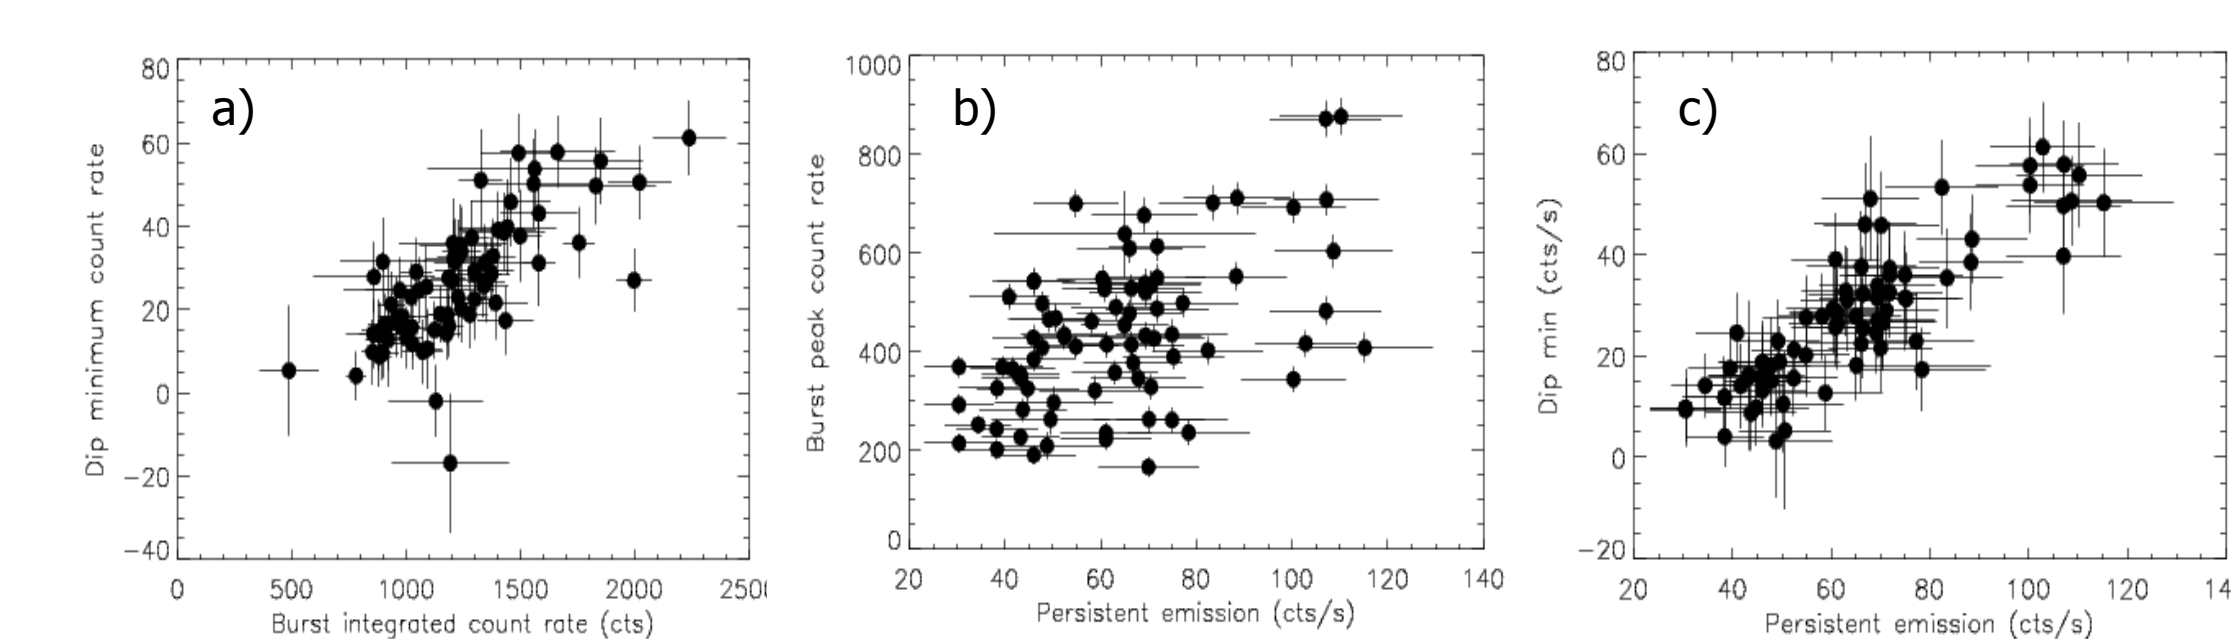 a)
80
60
40
20
0
−20
−40
Dip minimum count rate
0 500 1000 1500 2000 250
Burst integrated count rate (cts)
b)
1000
800
600
400
200
0
Burst peak count rate
20 40 60 80 100 120 140
Persistent emission (cts/s)
c)
80
60
40
20
0
−20
Dip min (cts/s)
20 40 60 80 100 120 14
Persistent emission (cts/s)